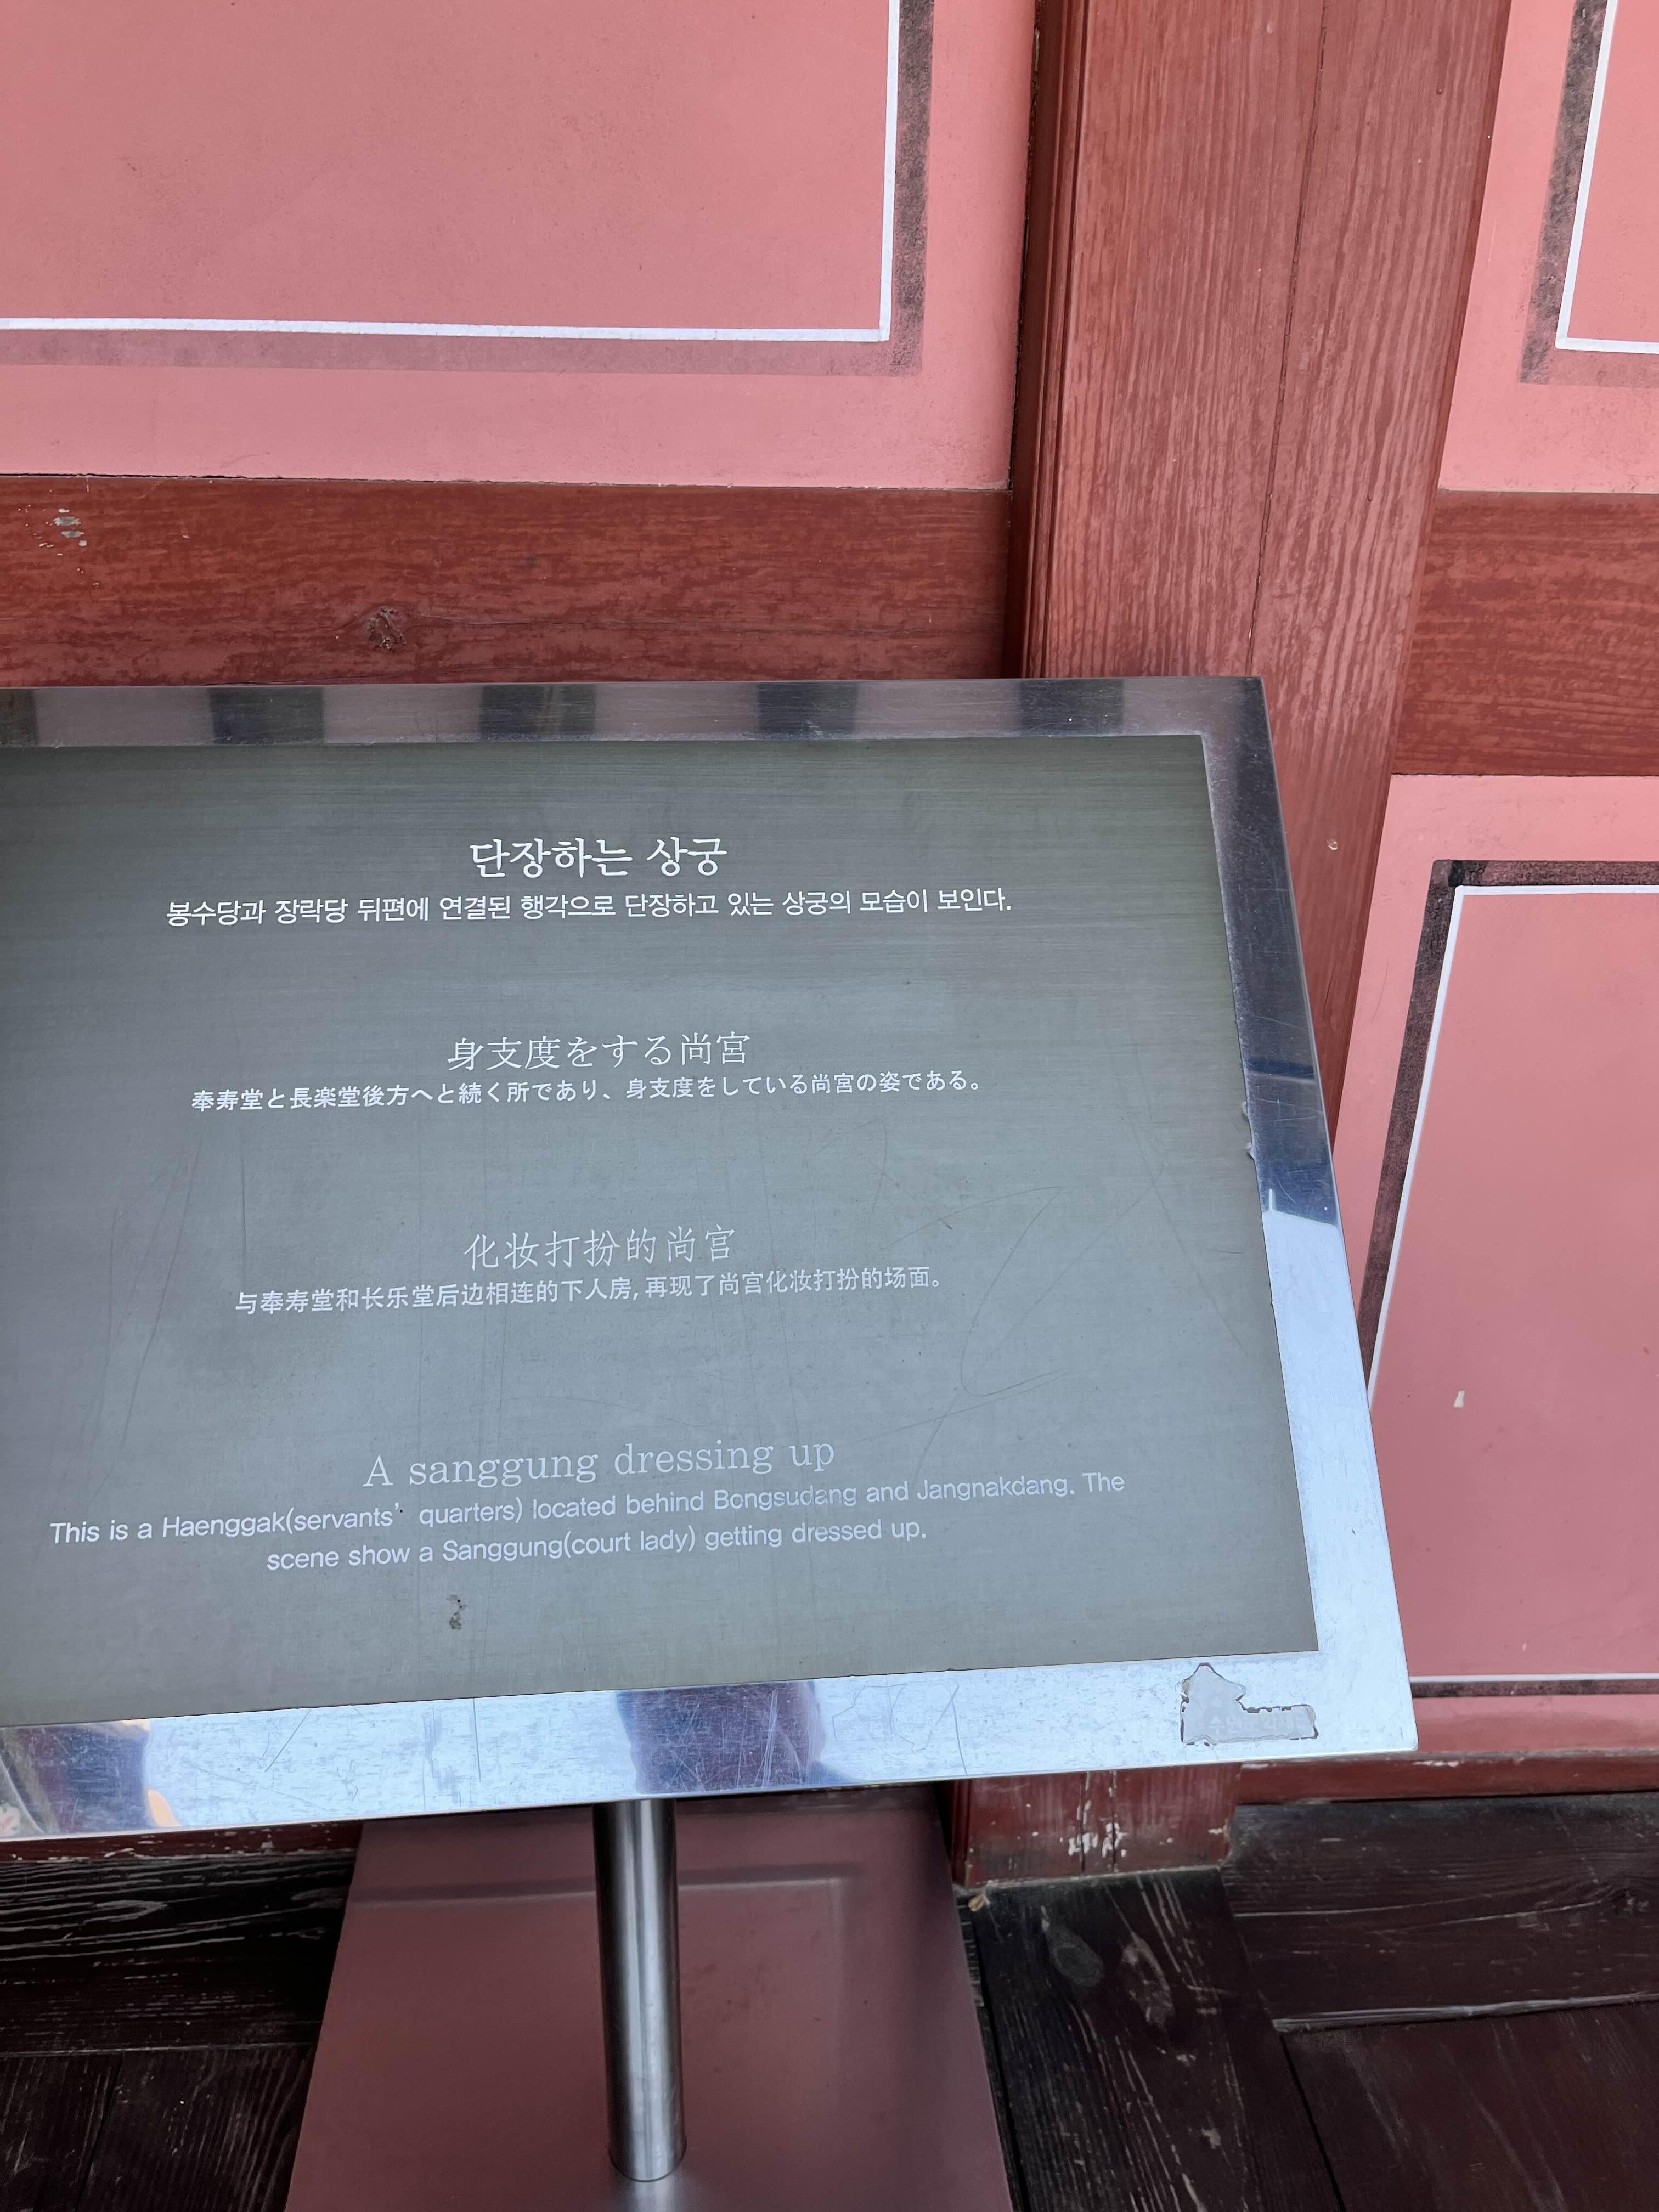 단장하는 상궁
봉수당과 장락당 뒤편에 연결된 행각으로 단장하고 있는 상궁의 모습이 보인다.
身支度をする尚宮
奉寿堂と長楽堂後方へと続く所であり、身支度をしている尚宮の姿である。
化妆打扮的尚宫
与奉寿堂和长乐堂后边相连的下人房,再现了尚宫化妆打扮的场面。
A sanggung dressing up
This is a Haenggak(servants’ quarters) located behind Bongsudang and Jangnakdang. The
scene show a Sanggung(court lady) getting dressed up.